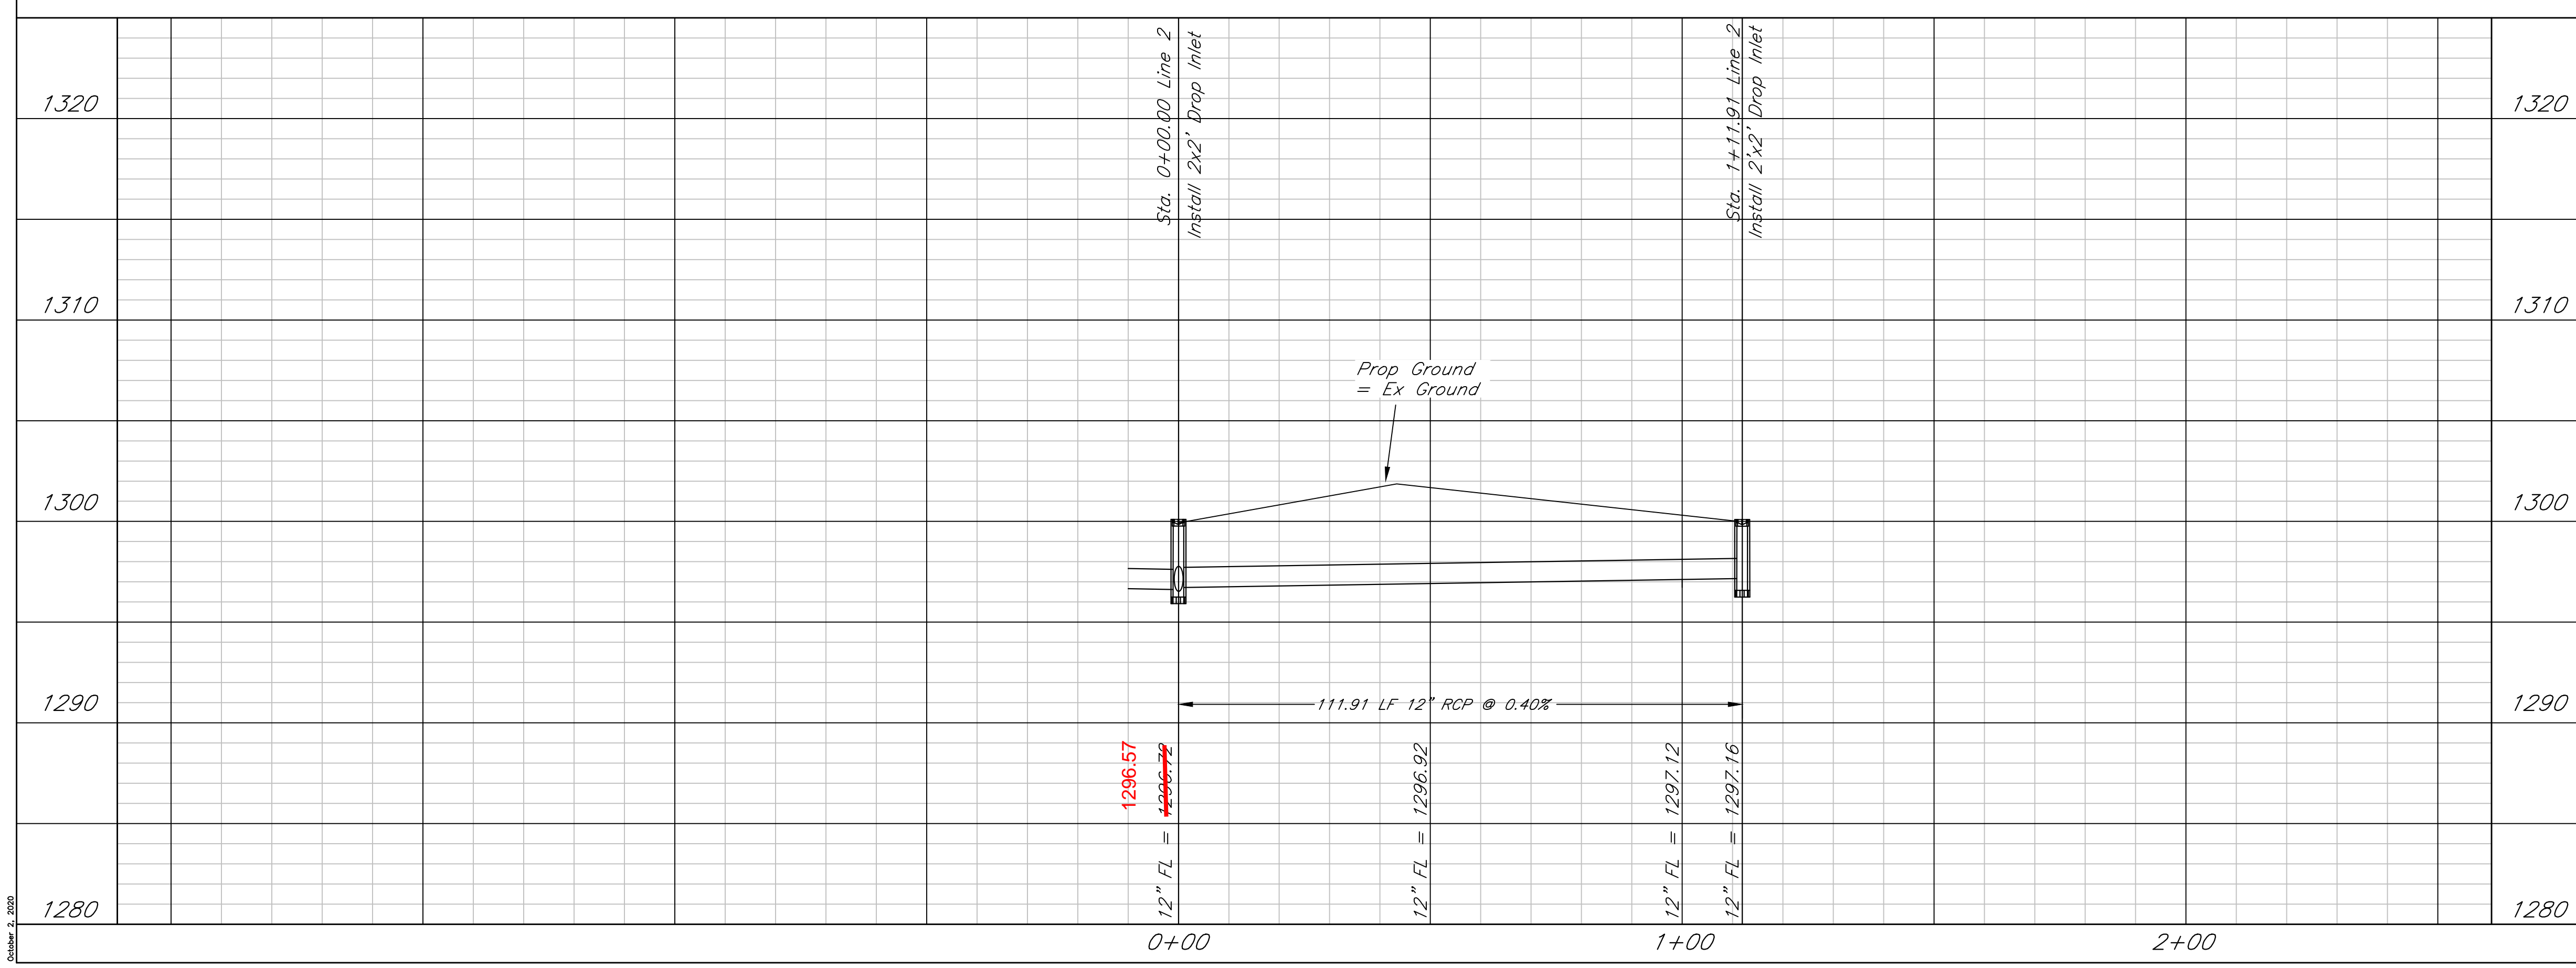 Sta. 0+00.00 Line 2
Install 2x2' Drop Inlet
Sta. 1+11.91 Line 2
Install 2'x2' Drop Inlet
1320
1320
1310
1310
Prop Ground
= Ex Ground
1300
1300
1290
1290
111.91 LF 12" RCP @ 0.40%
1296.57
12" FL = 1296.72
12" FL = 1296.92
12" FL = 1297.12
12" FL = 1297.16
1280
1280
0+00
1+00
2+00
October 2, 2020